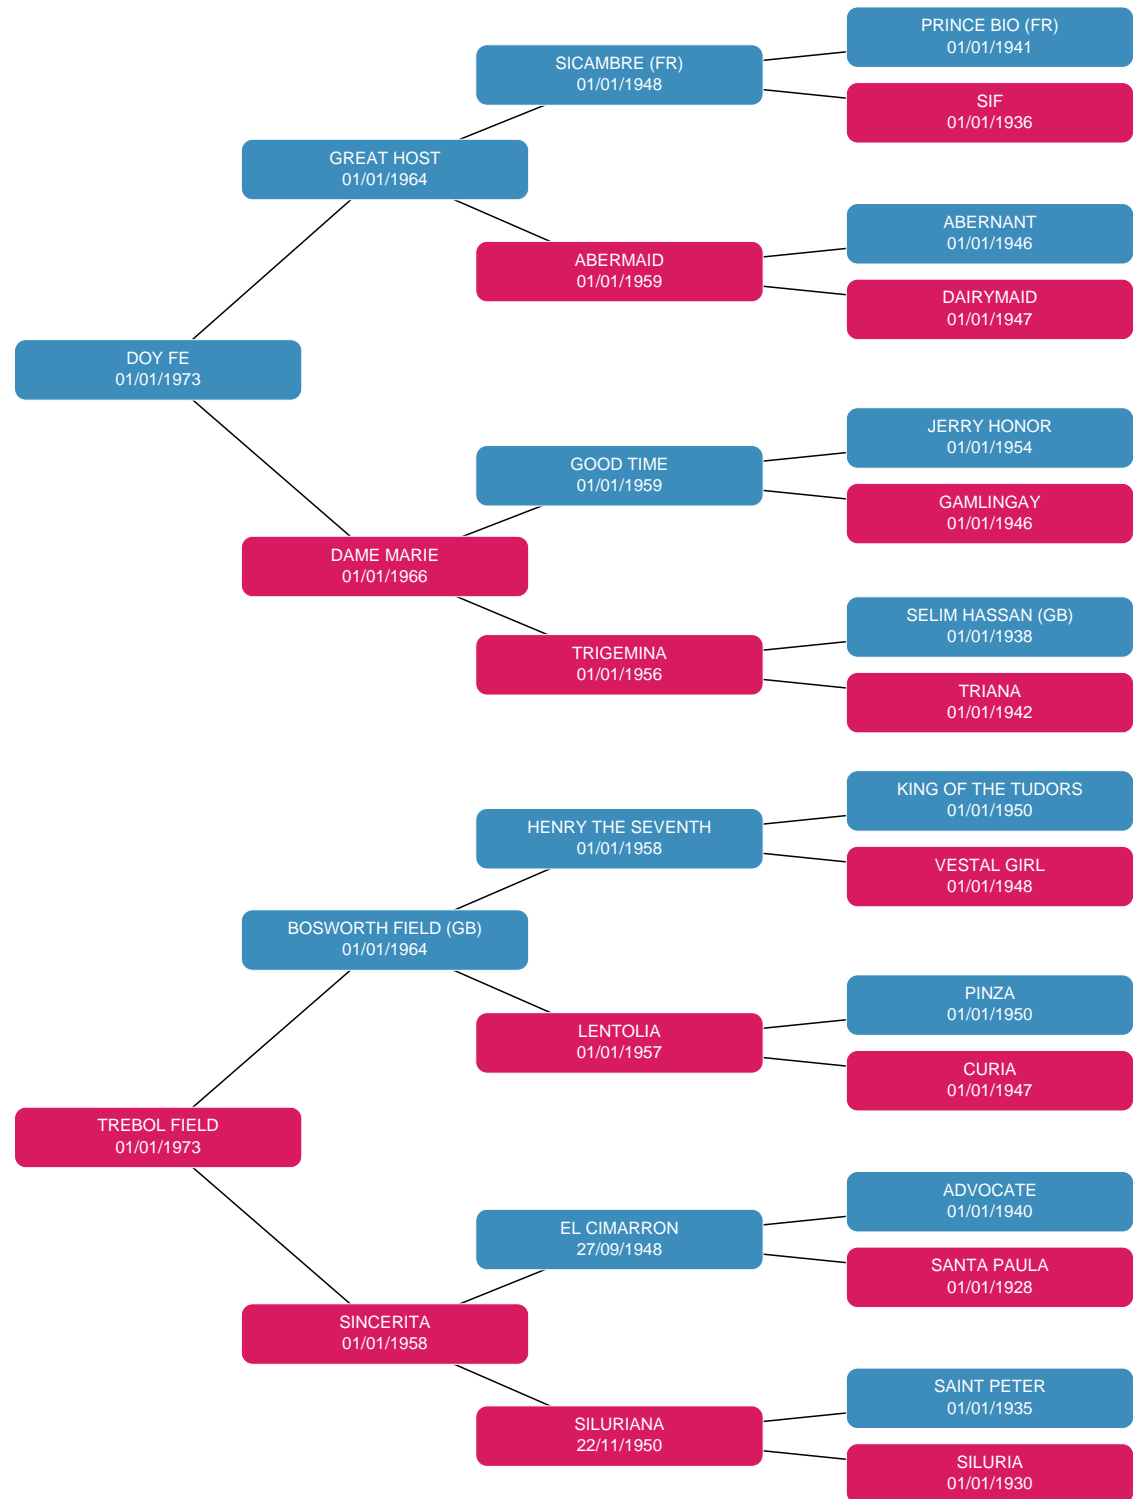 PRINCE BIO (FR)
01/01/1941
SICAMBRE (FR)
01/01/1948
SIF
01/01/1936
GREAT HOST
01/01/1964
ABERNANT
01/01/1946
ABERMAID
01/01/1959
DAIRYMAID
01/01/1947
DOY FE
01/01/1973
JERRY HONOR
01/01/1954
GOOD TIME
01/01/1959
GAMLINGAY
01/01/1946
DAME MARIE
01/01/1966
SELIM HASSAN (GB)
01/01/1938
TRIGEMINA
01/01/1956
TRIANA
01/01/1942
KING OF THE TUDORS
01/01/1950
HENRY THE SEVENTH
01/01/1958
VESTAL GIRL
01/01/1948
BOSWORTH FIELD (GB)
01/01/1964
PINZA
01/01/1950
LENTOLIA
01/01/1957
CURIA
01/01/1947
TREBOL FIELD
01/01/1973
ADVOCATE
01/01/1940
EL CIMARRON
27/09/1948
SANTA PAULA
01/01/1928
SINCERITA
01/01/1958
SAINT PETER
01/01/1935
SILURIANA
22/11/1950
SILURIA
01/01/1930